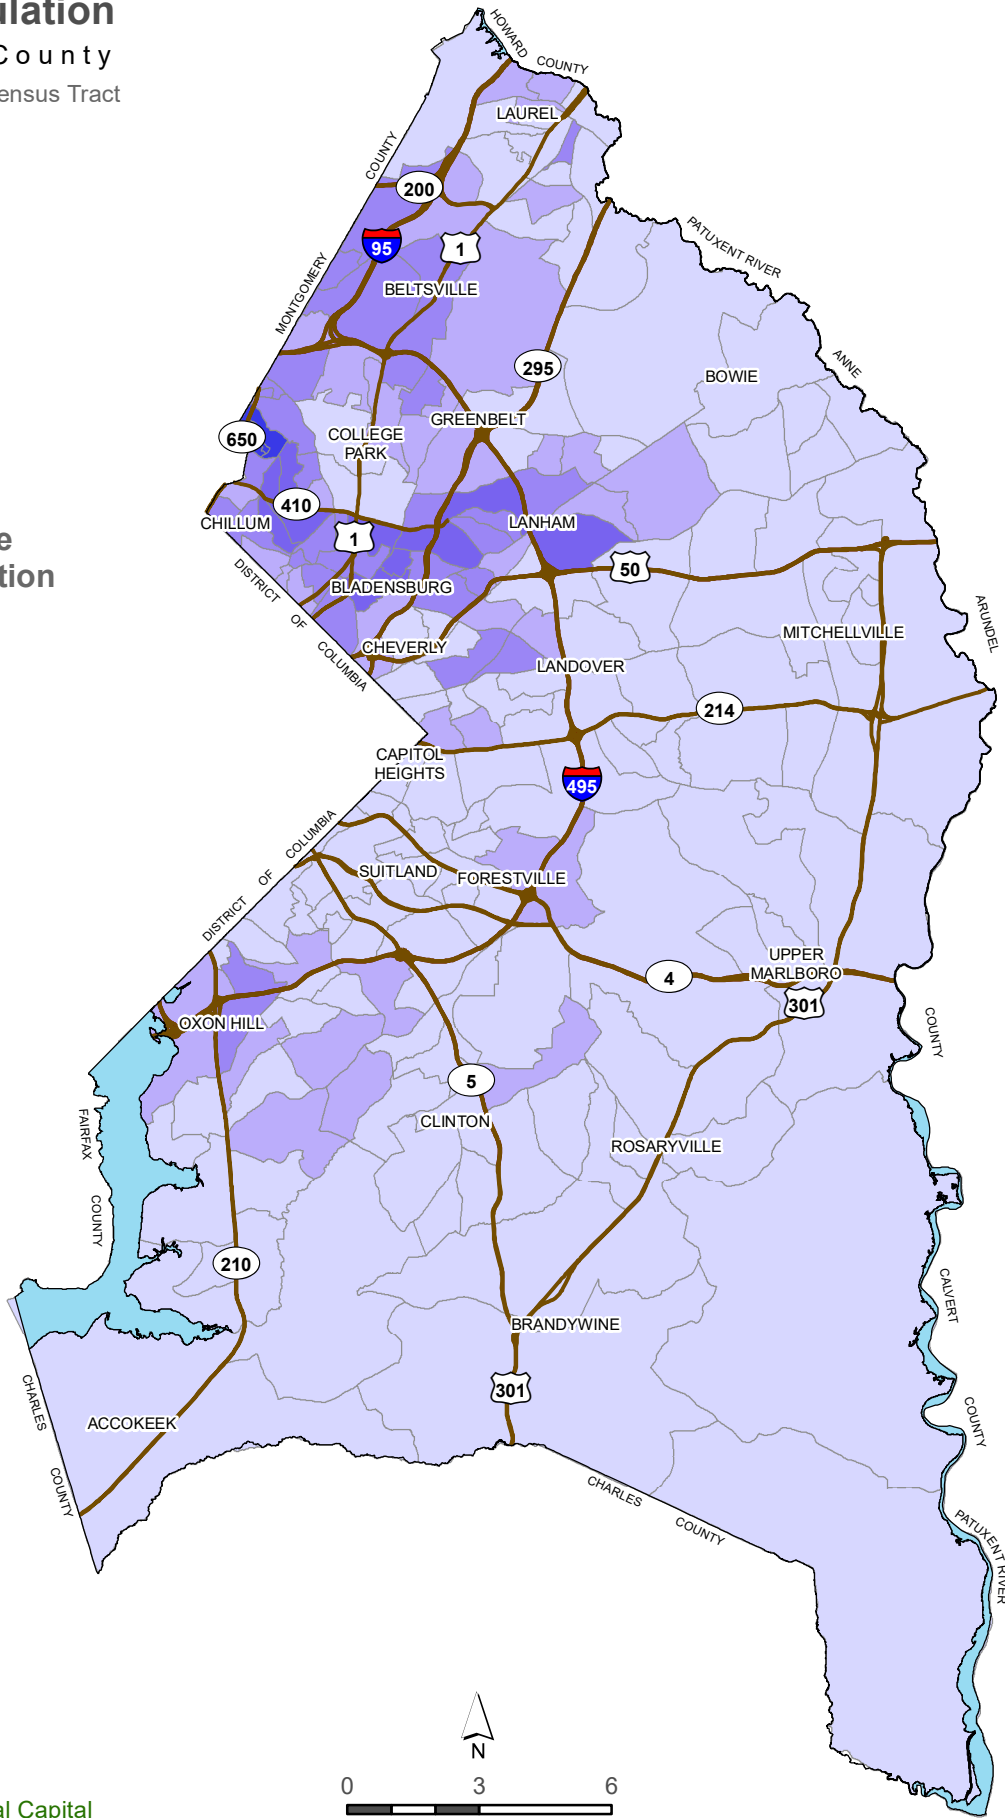 ulation
County
ensus Tract
HOWARD
COUNTY
LAUREL
COUNTY
200
95
1
PATUXENT RIVER
MONTGOMERY
BELTSVILLE
ANNE
295
BOWIE
GREENBELT
650
COLLEGE
PARK
410
CHILLUM
LANHAM
1
e
tion
50
BLADENSBURG
DISTRICT
OF
COLUMBIA
ARUNDEL
MITCHELLVILLE
CHEVERLY
LANDOVER
214
CAPITOL
HEIGHTS
495
DISTRICT
OF
COLUMBIA
SUITLAND
FORESTVILLE
UPPER
MARLBORO
4
301
OXON HILL
COUNTY
5
FAIRFAX
COUNTY
CLINTON
ROSARYVILLE
210
CALVERT
COUNTY
BRANDYWINE
301
CHARLES
COUNTY
ACCOKEEK
CHARLES
COUNTY
PATUXENT RIVER
N
0 3 6
al Capital